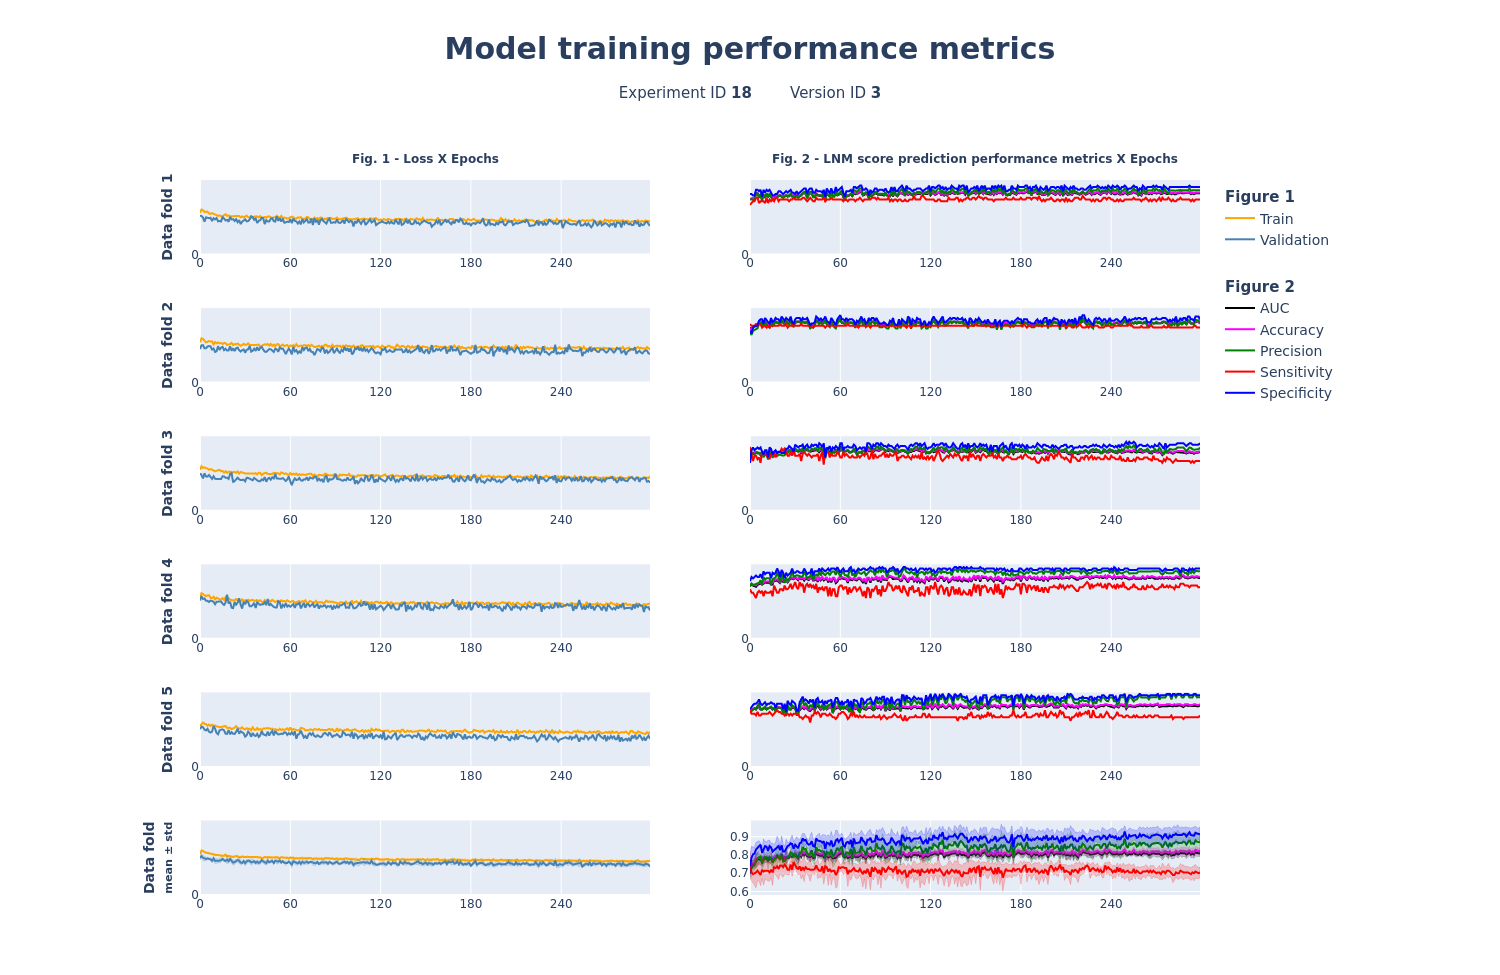 Model training performance metrics
Experiment ID 18 Version ID 3
Fig. 1 - Loss X Epochs
Fig. 2 - LNM score prediction performance metrics X Epochs
Data fold 1
0
0 60 120 180 240
0
0 60 120 180 240
Figure 1
Train
Validation
Figure 2
AUC
Accuracy
Precision
Sensitivity
Specificity
Data fold 2
0
0 60 120 180 240
0
0 60 120 180 240
Data fold 3
0
0 60 120 180 240
0
0 60 120 180 240
Data fold 4
0
0 60 120 180 240
0
0 60 120 180 240
Data fold 5
0
0 60 120 180 240
0
0 60 120 180 240
Data fold
mean ± std
0
0 60 120 180 240
0.9
0.8
0.7
0.6
0 60 120 180 240